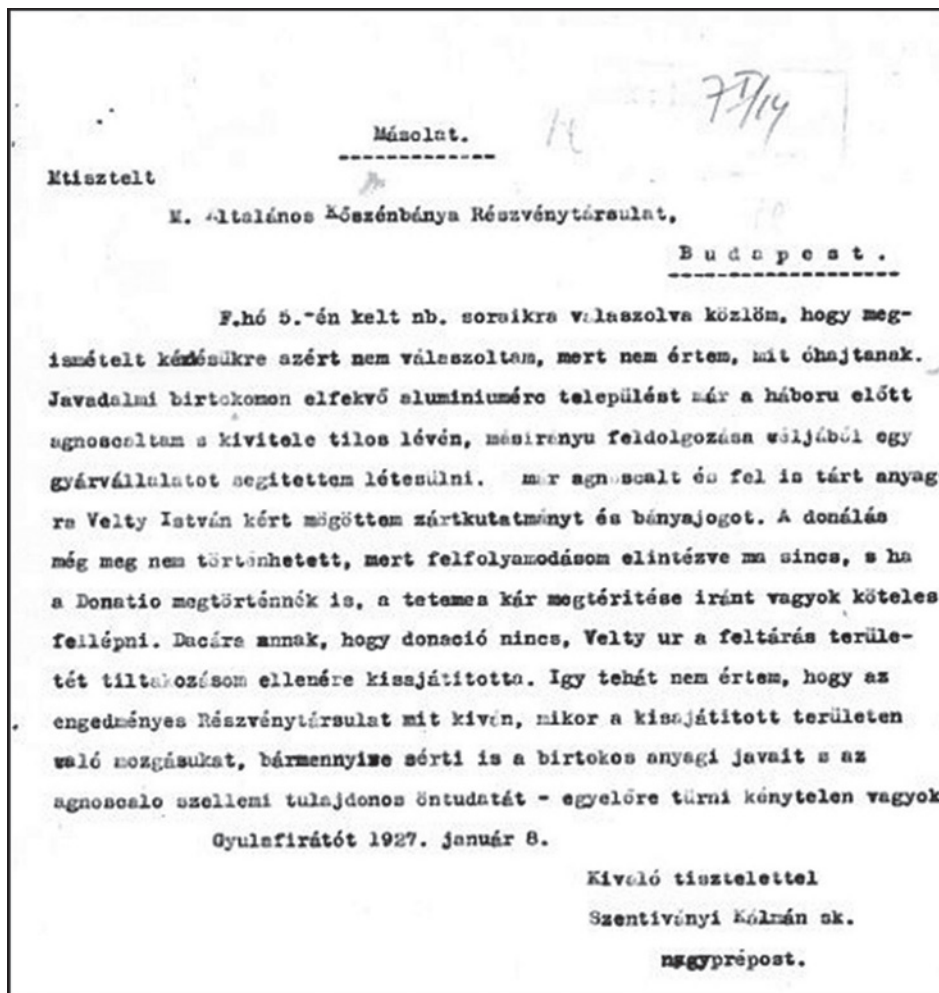 7 I/14
Másolat.
Mtisztelt
M. Általános Kőszénbánya Részvénytársulat,
Budapest.
F.hó 5.-én kelt nb. soraikra válaszolva közlöm, hogy meg-
ismételt kérdésükre azért nem válaszoltam, mert nem értem, mit óhajtanak.
Javadalmi birtokomon elfekvő aluminiumérc települést már a háboru előtt
agnoscaltam s kivitele tilos lévén, másirányu feldolgozása céljából egy
gyárvállalatot segitettem létesülni. már agnoscalt és fel is tárt anyag
ra Velty István kért mögöttem zártkutatmányt és bányajogot. A donálás
még meg nem történhetett, mert felfolyamodásom elintézve ma sincs, s ha
a Donatio megtörténnék is, a tetemes kár megtéritése iránt vagyok köteles
fellépni. Dacára annak, hogy donació nincs, Velty ur a feltárás terüle-
tét tiltakozásom ellenére kisajátitotta. Igy tehát nem értem, hogy az
engedményes Részvénytársulat mit kiván, mikor a kisajátitott területen
való mozgásukat, bármennyire sérti is a birtokos anyagi javait s az
agnoscalo szellemi tulajdonos öntudatát - egyelőre türni kénytelen vagyok
Gyulafirátót 1927. január 8.
Kiváló tisztelettel
Szentiványi Kálmán sk.
nagyprépost.